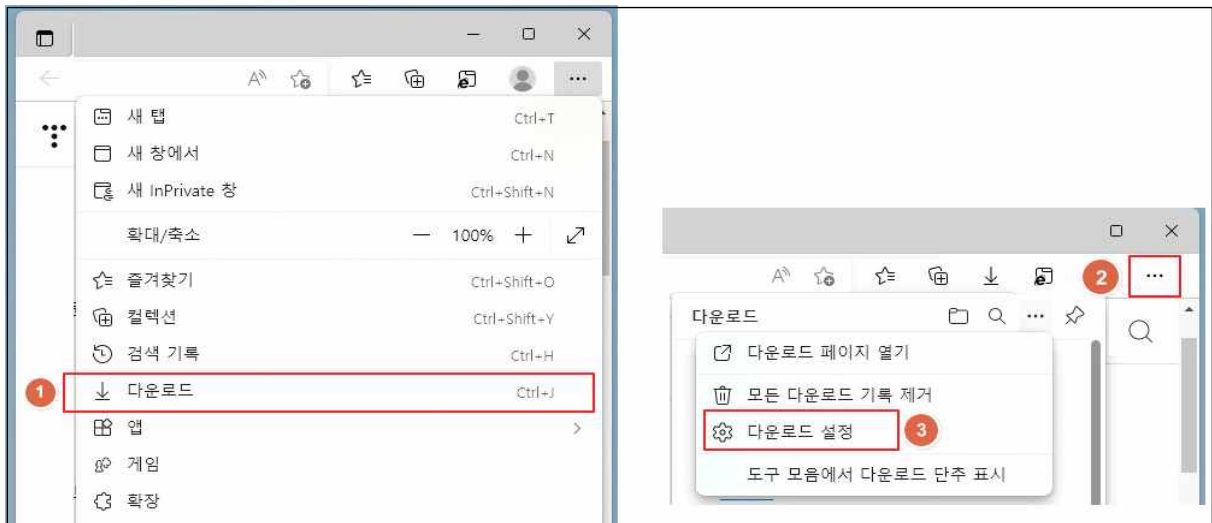 새 탭 Ctrl+T
새 창에서 Ctrl+N
새 InPrivate 창 Ctrl+Shift+N
확대/축소 — 100% +
즐겨찾기 Ctrl+Shift+O
컬렉션 Ctrl+Shift+Y
검색 기록 Ctrl+H
1 다운로드 Ctrl+J
앱
게임
확장
2
다운로드
다운로드 페이지 열기
모든 다운로드 기록 제거
다운로드 설정 3
도구 모음에서 다운로드 단추 표시